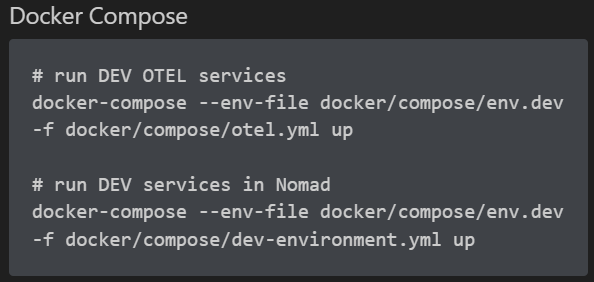 Docker Compose
# run DEV OTEL services
docker-compose --env-file docker/compose/env.dev
-f docker/compose/otel.yml up
# run DEV services in Nomad
docker-compose --env-file docker/compose/env.dev
-f docker/compose/dev-environment.yml up